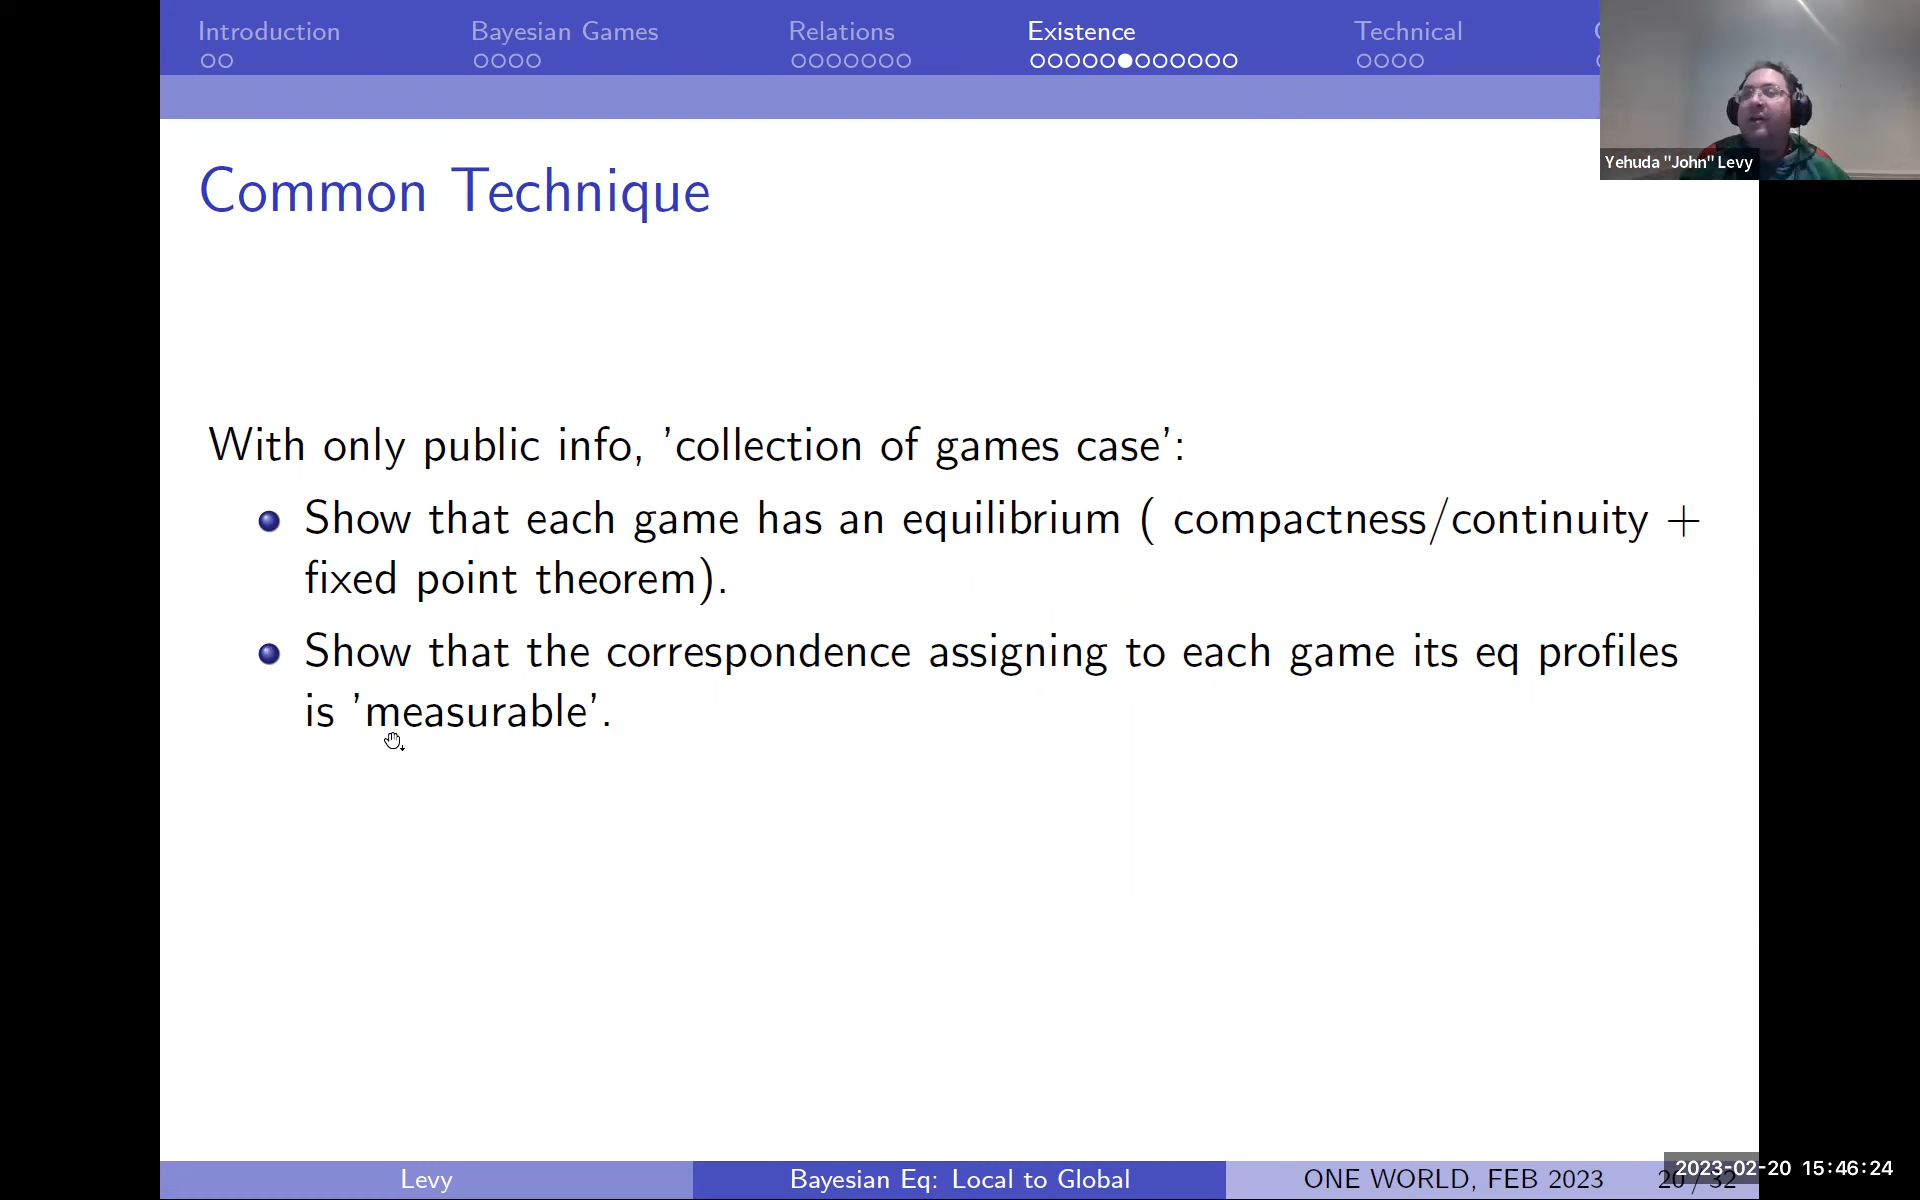 Introduction Bayesian Games Relations Existence Technical
Yehuda "John" Levy
Common Technique
With only public info, 'collection of games case':
Show that each game has an equilibrium ( compactness/continuity +
fixed point theorem).
Show that the correspondence assigning to each game its eq profiles
is 'measurable'.
Levy Bayesian Eq: Local to Global ONE WORLD, FEB 2023 20 / 32
2023-02-20 15:46:24